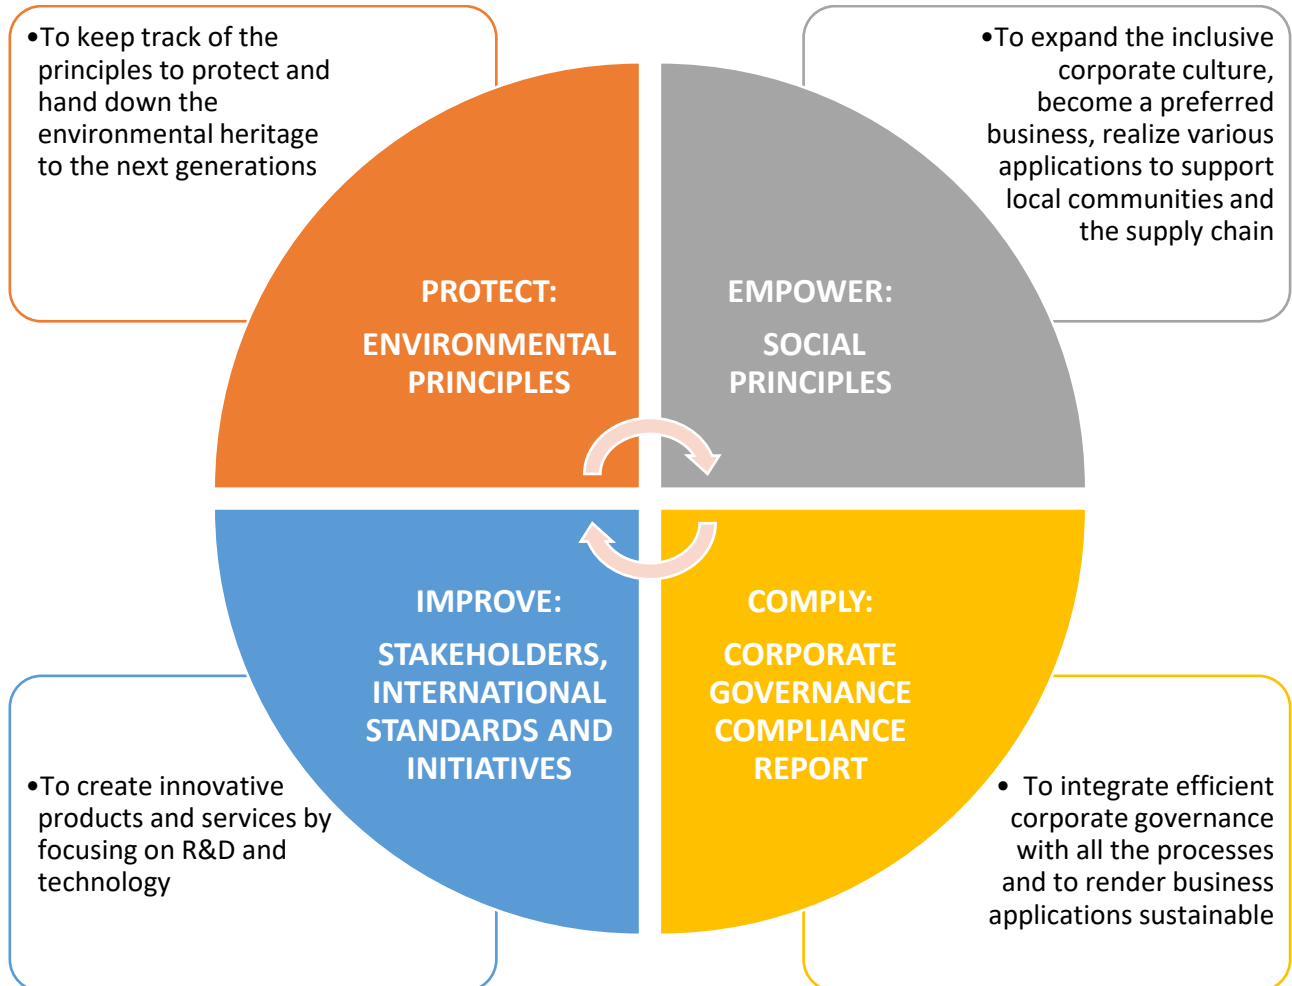 •To keep track of the
principles to protect and
hand down the
environmental heritage
to the next generations
•To expand the inclusive
corporate culture,
become a preferred
business, realize various
applications to support
local communities and
the supply chain
PROTECT:
ENVIRONMENTAL
PRINCIPLES
EMPOWER:
SOCIAL
PRINCIPLES
IMPROVE:
STAKEHOLDERS,
INTERNATIONAL
STANDARDS AND
INITIATIVES
COMPLY:
CORPORATE
GOVERNANCE
COMPLIANCE
REPORT
•To create innovative
products and services by
focusing on R&D and
technology
• To integrate efficient
corporate governance
with all the processes
and to render business
applications sustainable